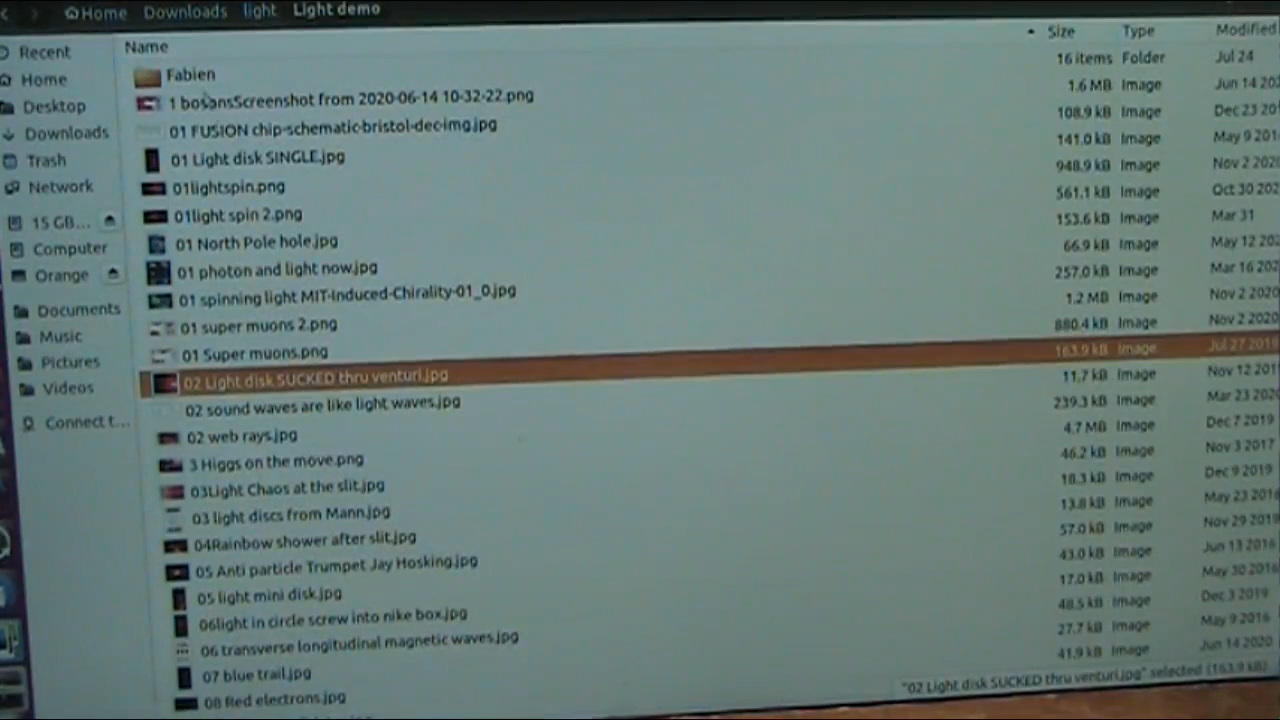 Home Downloads light Light demo
Name Size Type Modified
Recent
Home
Desktop
Downloads
Trash
Network
15 GB...
Computer
Orange
Documents
Music
Pictures
Videos
Connect t...
Fabien 16 items Folder Jul 24
1 bosonsScreenshot from 2020-06-14 10-32-22.png 1.6 MB Image Jun 14 202
01 FUSION chip-schematic-bristol-dec-img.jpg 108.9 kB Image Dec 23 20
01 Light disk SINGLE.jpg 141.0 kB Image May 9 201
01lightspin.png 948.9 kB Image Nov 2 2020
01light spin 2.png 561.1 kB Image Oct 30 202
01 North Pole hole.jpg 153.6 kB Image Mar 31
01 photon and light now.jpg 66.9 kB Image May 12 202
01 spinning light MIT-Induced-Chirality-01_0.jpg 257.0 kB Image Mar 16 202
01 super muons 2.png 1.2 MB Image Nov 2 2020
01 Super muons.png 880.4 kB Image Nov 2 2020
02 Light disk SUCKED thru venturi.jpg 163.9 kB Image Jul 27 2019
02 sound waves are like light waves.jpg 11.7 kB Image Nov 12 201
02 web rays.jpg 239.3 kB Image Mar 23 202
3 Higgs on the move.png 4.7 MB Image Dec 7 2019
03Light Chaos at the slit.jpg 46.2 kB Image Nov 3 2017
03 light discs from Mann.jpg 18.3 kB Image Dec 9 2019
04Rainbow shower after slit.jpg 13.8 kB Image May 23 2016
05 Anti particle Trumpet Jay Hosking.jpg 57.0 kB Image Nov 29 2018
05 light mini disk.jpg 43.0 kB Image Jun 13 2016
06light in circle screw into nike box.jpg 17.0 kB Image May 30 2016
06 transverse longitudinal magnetic waves.jpg 48.5 kB Image Dec 3 2019
07 blue trail.jpg 27.7 kB Image May 9 2016
08 Red electrons.jpg 41.9 kB Image Jun 14 2020
"02 Light disk SUCKED thru venturi.jpg" selected (163.9 kB)